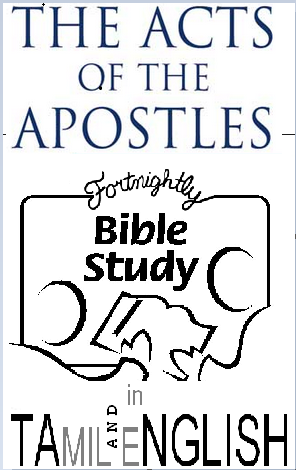 THE ACTS
OF THE
APOSTLES
Fortnightly
Bible
Study
in
TAMIL AND ENGLISH